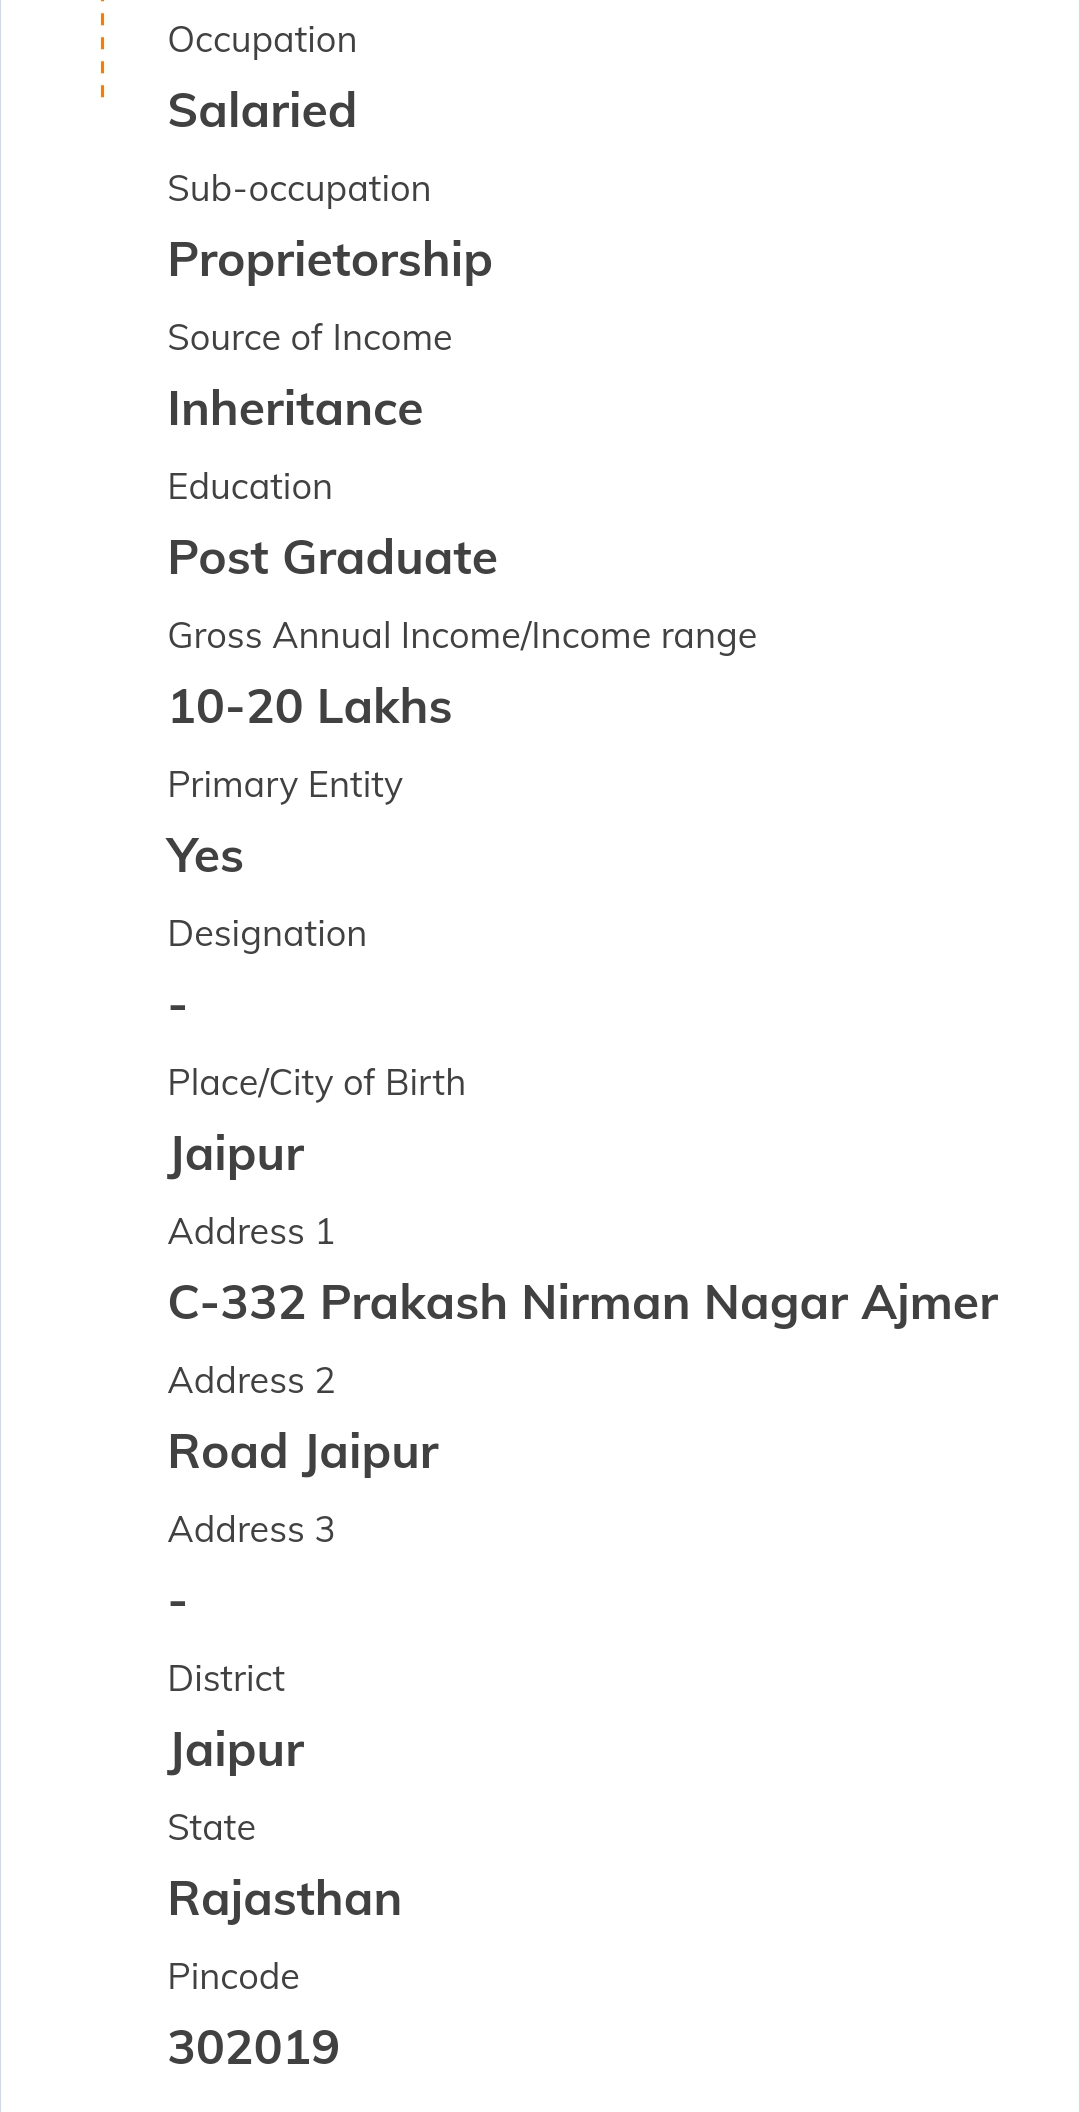 Occupation
Salaried
Sub-occupation
Proprietorship
Source of Income
Inheritance
Education
Post Graduate
Gross Annual Income/Income range
10-20 Lakhs
Primary Entity
Yes
Designation
-
Place/City of Birth
Jaipur
Address 1
C-332 Prakash Nirman Nagar Ajmer
Address 2
Road Jaipur
Address 3
-
District
Jaipur
State
Rajasthan
Pincode
302019